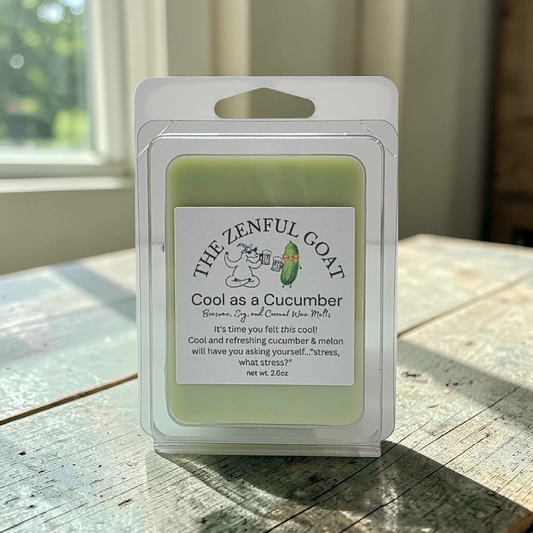 THE ZENFUL GOAT
Cool as a Cucumber
Beeswax, Soy, and Coconut Wax Melts
It's time you felt this cool!
Cool and refreshing cucumber & melon
will have you asking yourself..."stress,
what stress?"
net wt. 2.6oz